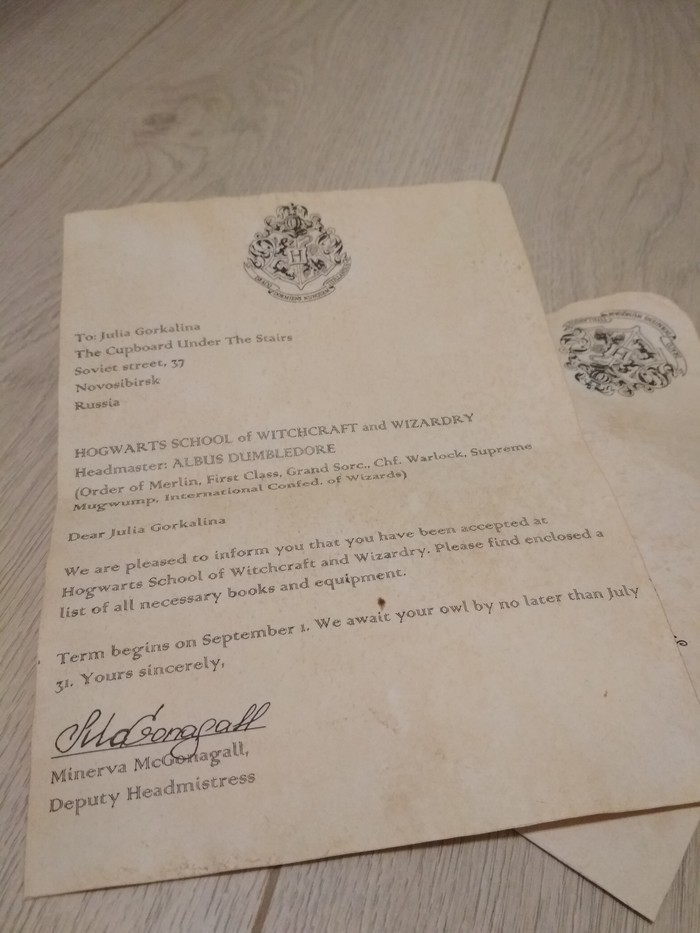 H
To: Julia Gorkalina
The Cupboard Under The Stairs
Soviet street, 37
Novosibirsk
Russia
HOGWARTS SCHOOL of WITCHCRAFT and WIZARDRY
Headmaster: ALBUS DUMBLEDORE
(Order of Merlin, First Class, Grand Sorc., Chf. Warlock, Supreme
Mugwump, International Confed. of Wizards)
Dear Julia Gorkalina
We are pleased to inform you that you have been accepted at
Hogwarts School of Witchcraft and Wizardry. Please find enclosed a
list of all necessary books and equipment.
Term begins on September 1. We await your owl by no later than July
31. Yours sincerely,
McGonagall
Minerva McGonagall,
Deputy Headmistress
H